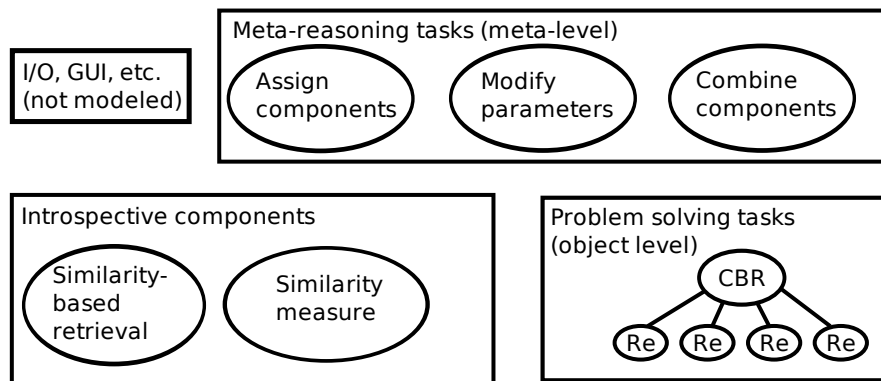 Meta-reasoning tasks (meta-level)
I/O, GUI, etc.
(not modeled)
Assign
components
Modify
parameters
Combine
components
Introspective components
Similarity-
based
retrieval
Similarity
measure
Problem solving tasks
(object level)
CBR
Re
Re
Re
Re